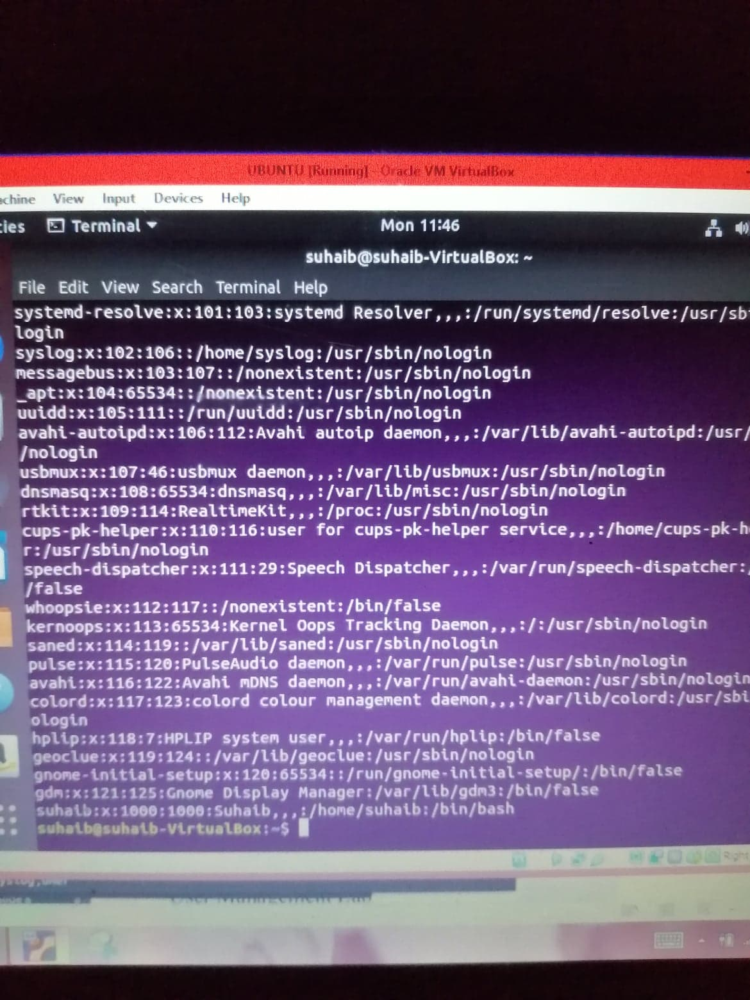 UBUNTU [Running] - Oracle VM VirtualBox
achine View Input Devices Help
ties Terminal Mon 11:46
suhaib@suhaib-VirtualBox: ~
File Edit View Search Terminal Help
systemd-resolve:x:101:103:systemd Resolver,,,:/run/systemd/resolve:/usr/sb
login
syslog:x:102:106::/home/syslog:/usr/sbin/nologin
messagebus:x:103:107::/nonexistent:/usr/sbin/nologin
_apt:x:104:65534::/nonexistent:/usr/sbin/nologin
uuidd:x:105:111::/run/uuidd:/usr/sbin/nologin
avahi-autoipd:x:106:112:Avahi autoip daemon,,,:/var/lib/avahi-autoipd:/usr/
/nologin
usbmux:x:107:46:usbmux daemon,,,:/var/lib/usbmux:/usr/sbin/nologin
dnsmasq:x:108:65534:dnsmasq,,,:/var/lib/misc:/usr/sbin/nologin
rtkit:x:109:114:RealtimeKit,,,:/proc:/usr/sbin/nologin
cups-pk-helper:x:110:116:user for cups-pk-helper service,,,:/home/cups-pk-h
r:/usr/sbin/nologin
speech-dispatcher:x:111:29:Speech Dispatcher,,,:/var/run/speech-dispatcher:/
/false
whoopsie:x:112:117::/nonexistent:/bin/false
kernoops:x:113:65534:Kernel Oops Tracking Daemon,,,:/:/usr/sbin/nologin
saned:x:114:119::/var/lib/saned:/usr/sbin/nologin
pulse:x:115:120:PulseAudio daemon,,,:/var/run/pulse:/usr/sbin/nologin
avahi:x:116:122:Avahi mDNS daemon,,,:/var/run/avahi-daemon:/usr/sbin/nologin
colord:x:117:123:colord colour management daemon,,,:/var/lib/colord:/usr/sbi
ologin
hplip:x:118:7:HPLIP system user,,,:/var/run/hplip:/bin/false
geoclue:x:119:124::/var/lib/geoclue:/usr/sbin/nologin
gnome-initial-setup:x:120:65534::/run/gnome-initial-setup/:/bin/false
gdm:x:121:125:Gnome Display Manager:/var/lib/gdm3:/bin/false
suhaib:x:1000:1000:Suhaib,,,:/home/suhaib:/bin/bash
suhaib@suhaib-VirtualBox:~$
Right